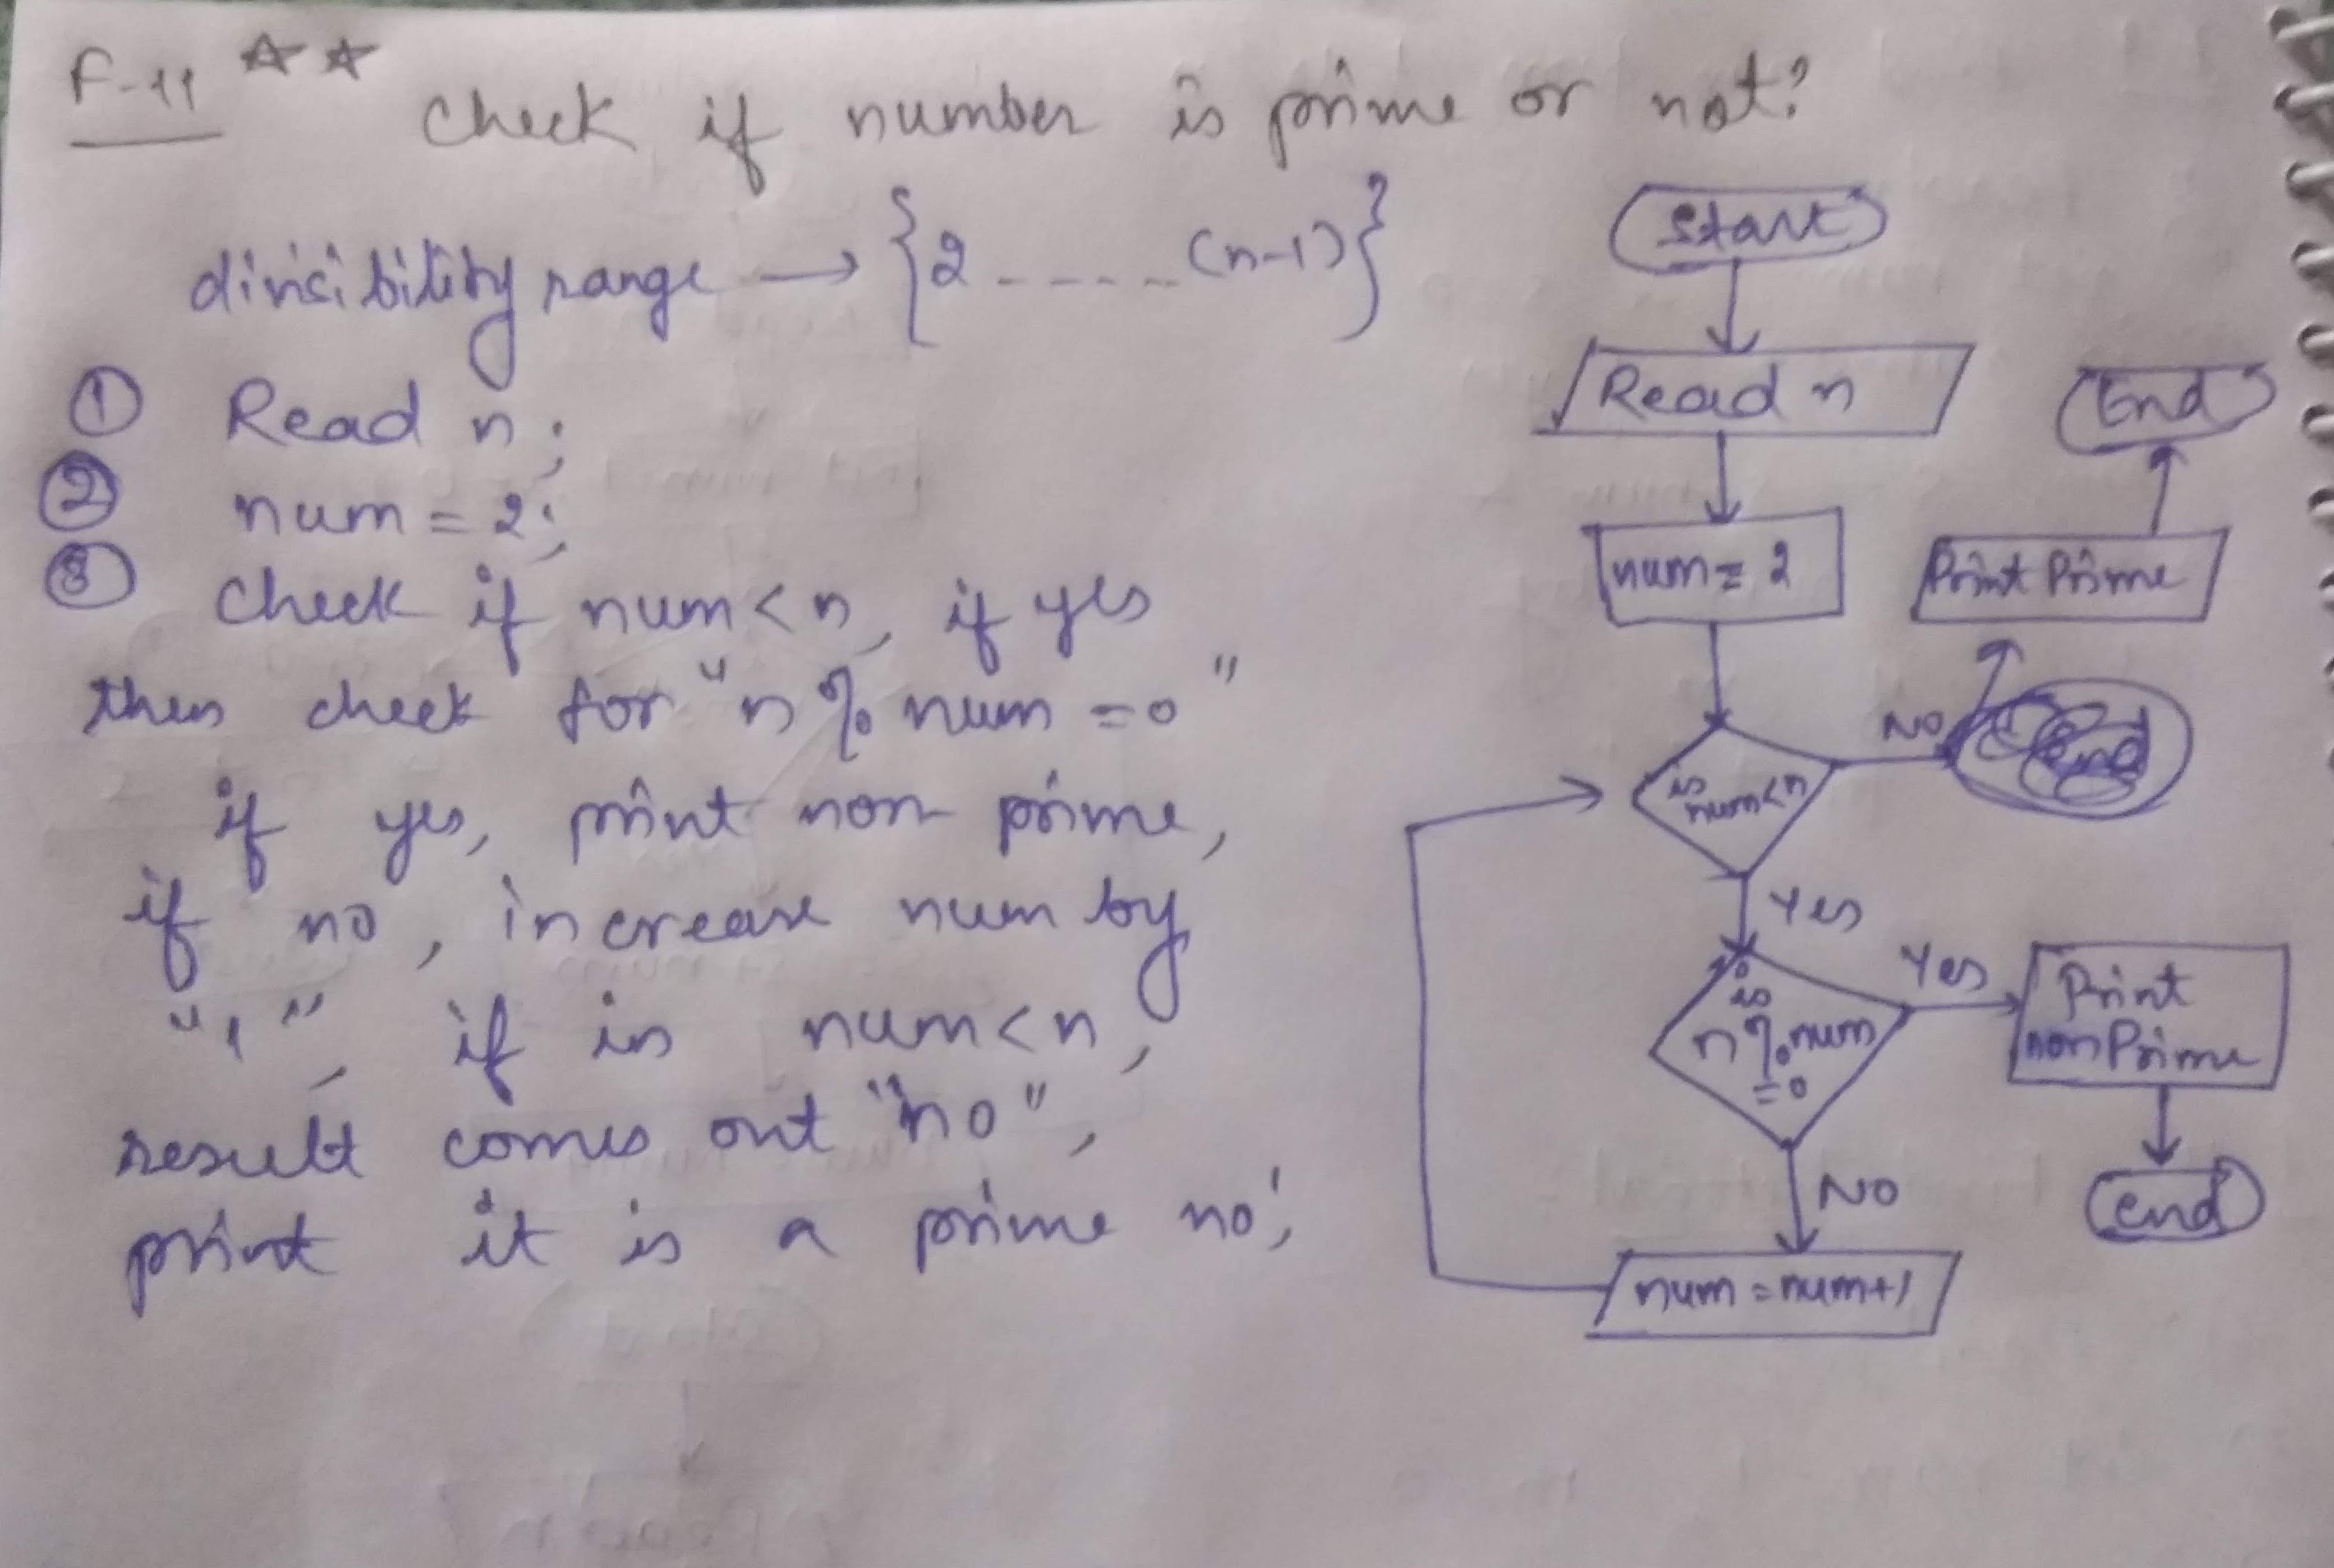 F-11 ☆☆
Check if number is prime or not?
divisibility range → {2 ----- (n-1)}
① Read n;
② num = 2;
③ Check if num < n, if yes
then check for "n % num = 0"
if yes, print non prime,
if no, increase num by
"1", if is num < n,
result comes out "no",
print it is a prime no;
Start
Read n
num = 2
is num < n
No
Print Prime
End
end
Yes
is n % num = 0
Yes
Print
non Prime
end
No
num = num + 1